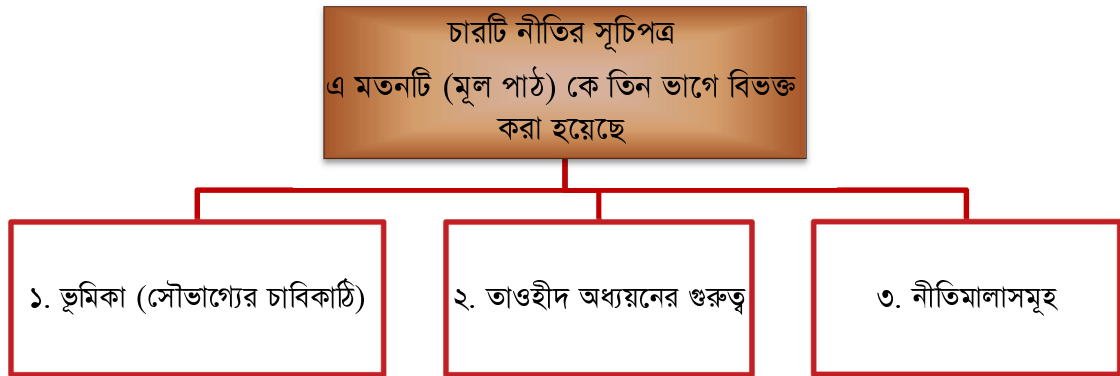 চারটি নীতির সূচিপত্র
এ মতনটি (মূল পাঠ) কে তিন ভাগে বিভক্ত
করা হয়েছে
১. ভূমিকা (সৌভাগ্যের চাবিকাঠি)
২. তাওহীদ অধ্যয়নের গুরুত্ব
৩. নীতিমালাসমূহ